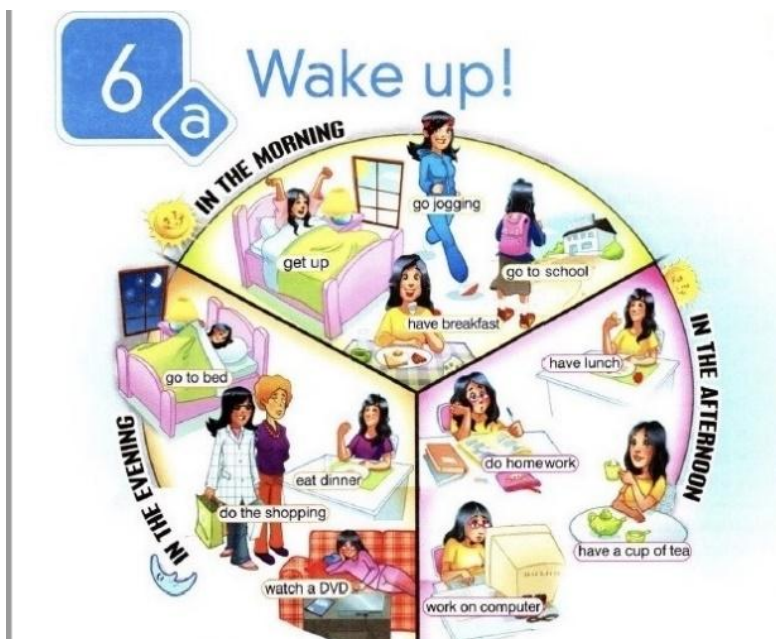 6
a
Wake up!
IN THE MORNING
go jogging
get up
go to school
have breakfast
IN THE AFTERNOON
have lunch
do homework
have a cup of tea
work on computer
IN THE EVENING
go to bed
eat dinner
do the shopping
watch a DVD